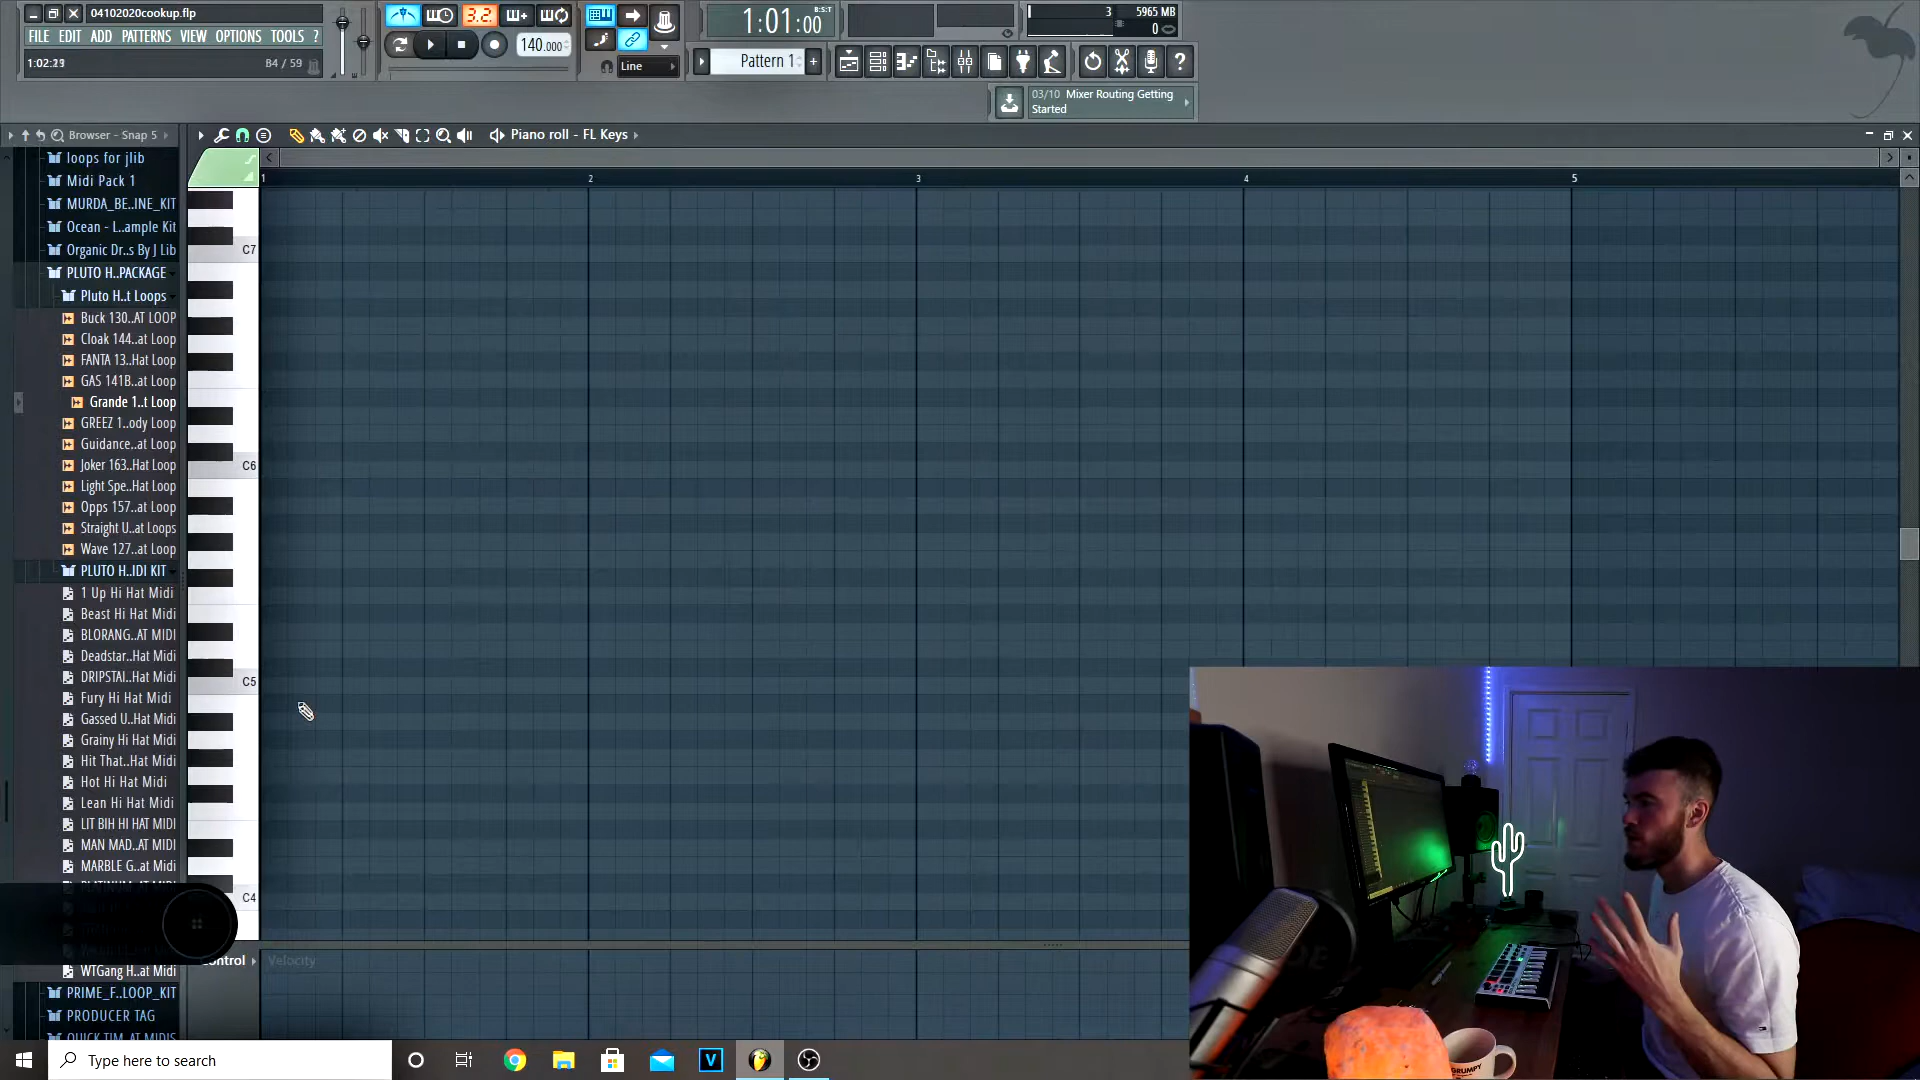 04102020cookup.flp
FILE EDIT ADD PATTERNS VIEW OPTIONS TOOLS ?
B4 / 59
3.2
140.000
Line
1:01:00
B:S:T
Pattern 1
3
5965 MB
0
03/10 Mixer Routing Getting
Started
Browser - Snap 5
Piano roll - FL Keys
loops for jlib
Midi Pack 1
MURDA_BE..INE_KIT
Ocean - L..ample Kit
Organic Dr..s By J Lib
PLUTO H..PACKAGE
Pluto H..t Loops
Buck 130..AT LOOP
Cloak 144..at Loop
FANTA 13..Hat Loop
GAS 141B..at Loop
Grande 1..t Loop
GREEZ 1..ody Loop
Guidance..at Loop
Joker 163..Hat Loop
Light Spe..Hat Loop
Opps 157..at Loop
Straight U..at Loops
Wave 127..at Loop
PLUTO H..IDI KIT
1 Up Hi Hat Midi
Beast Hi Hat Midi
BLORANG..AT MIDI
Deadstar..Hat Midi
DRIPSTAI..Hat Midi
Fury Hi Hat Midi
Gassed U..Hat Midi
Grainy Hi Hat Midi
Hit That..Hat Midi
Hot Hi Hat Midi
Lean Hi Hat Midi
LIT BIH HI HAT MIDI
MAN MAD..AT MIDI
MARBLE G..at Midi
WTGang H..at Midi
PRIME_F..LOOP_KIT
PRODUCER TAG
1 2 3 4 5
C7
C6
C5
C4
Control
Velocity
Type here to search
GRUMPY